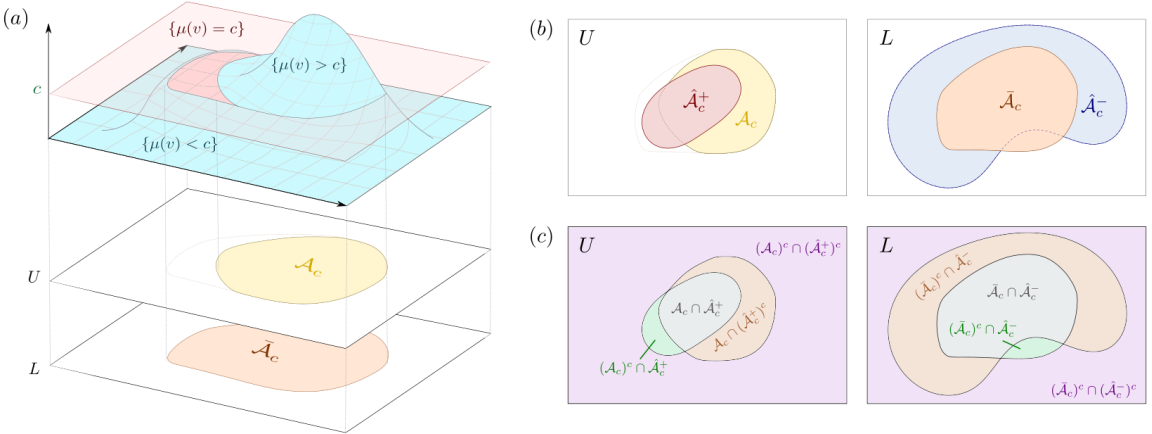 (a)
{μ(v) = c}
{μ(v) > c}
c
{μ(v) < c}
𝒜_c
U
𝒜̄_c
L
(b)
U
𝒜̂_c^+
𝒜_c
L
𝒜̄_c
𝒜̂_c^−
(c)
U
(𝒜_c)^c ∩ (𝒜̂_c^+)^c
𝒜_c ∩ 𝒜̂_c^+
𝒜_c ∩ (𝒜̂_c^+)^c
(𝒜_c)^c ∩ 𝒜̂_c^+
L
(𝒜̄_c)^c ∩ 𝒜̂_c^−
𝒜̄_c ∩ 𝒜̂_c^−
(𝒜̄_c)^c ∩ 𝒜̂_c^−
(𝒜̄_c)^c ∩ (𝒜̂_c^−)^c